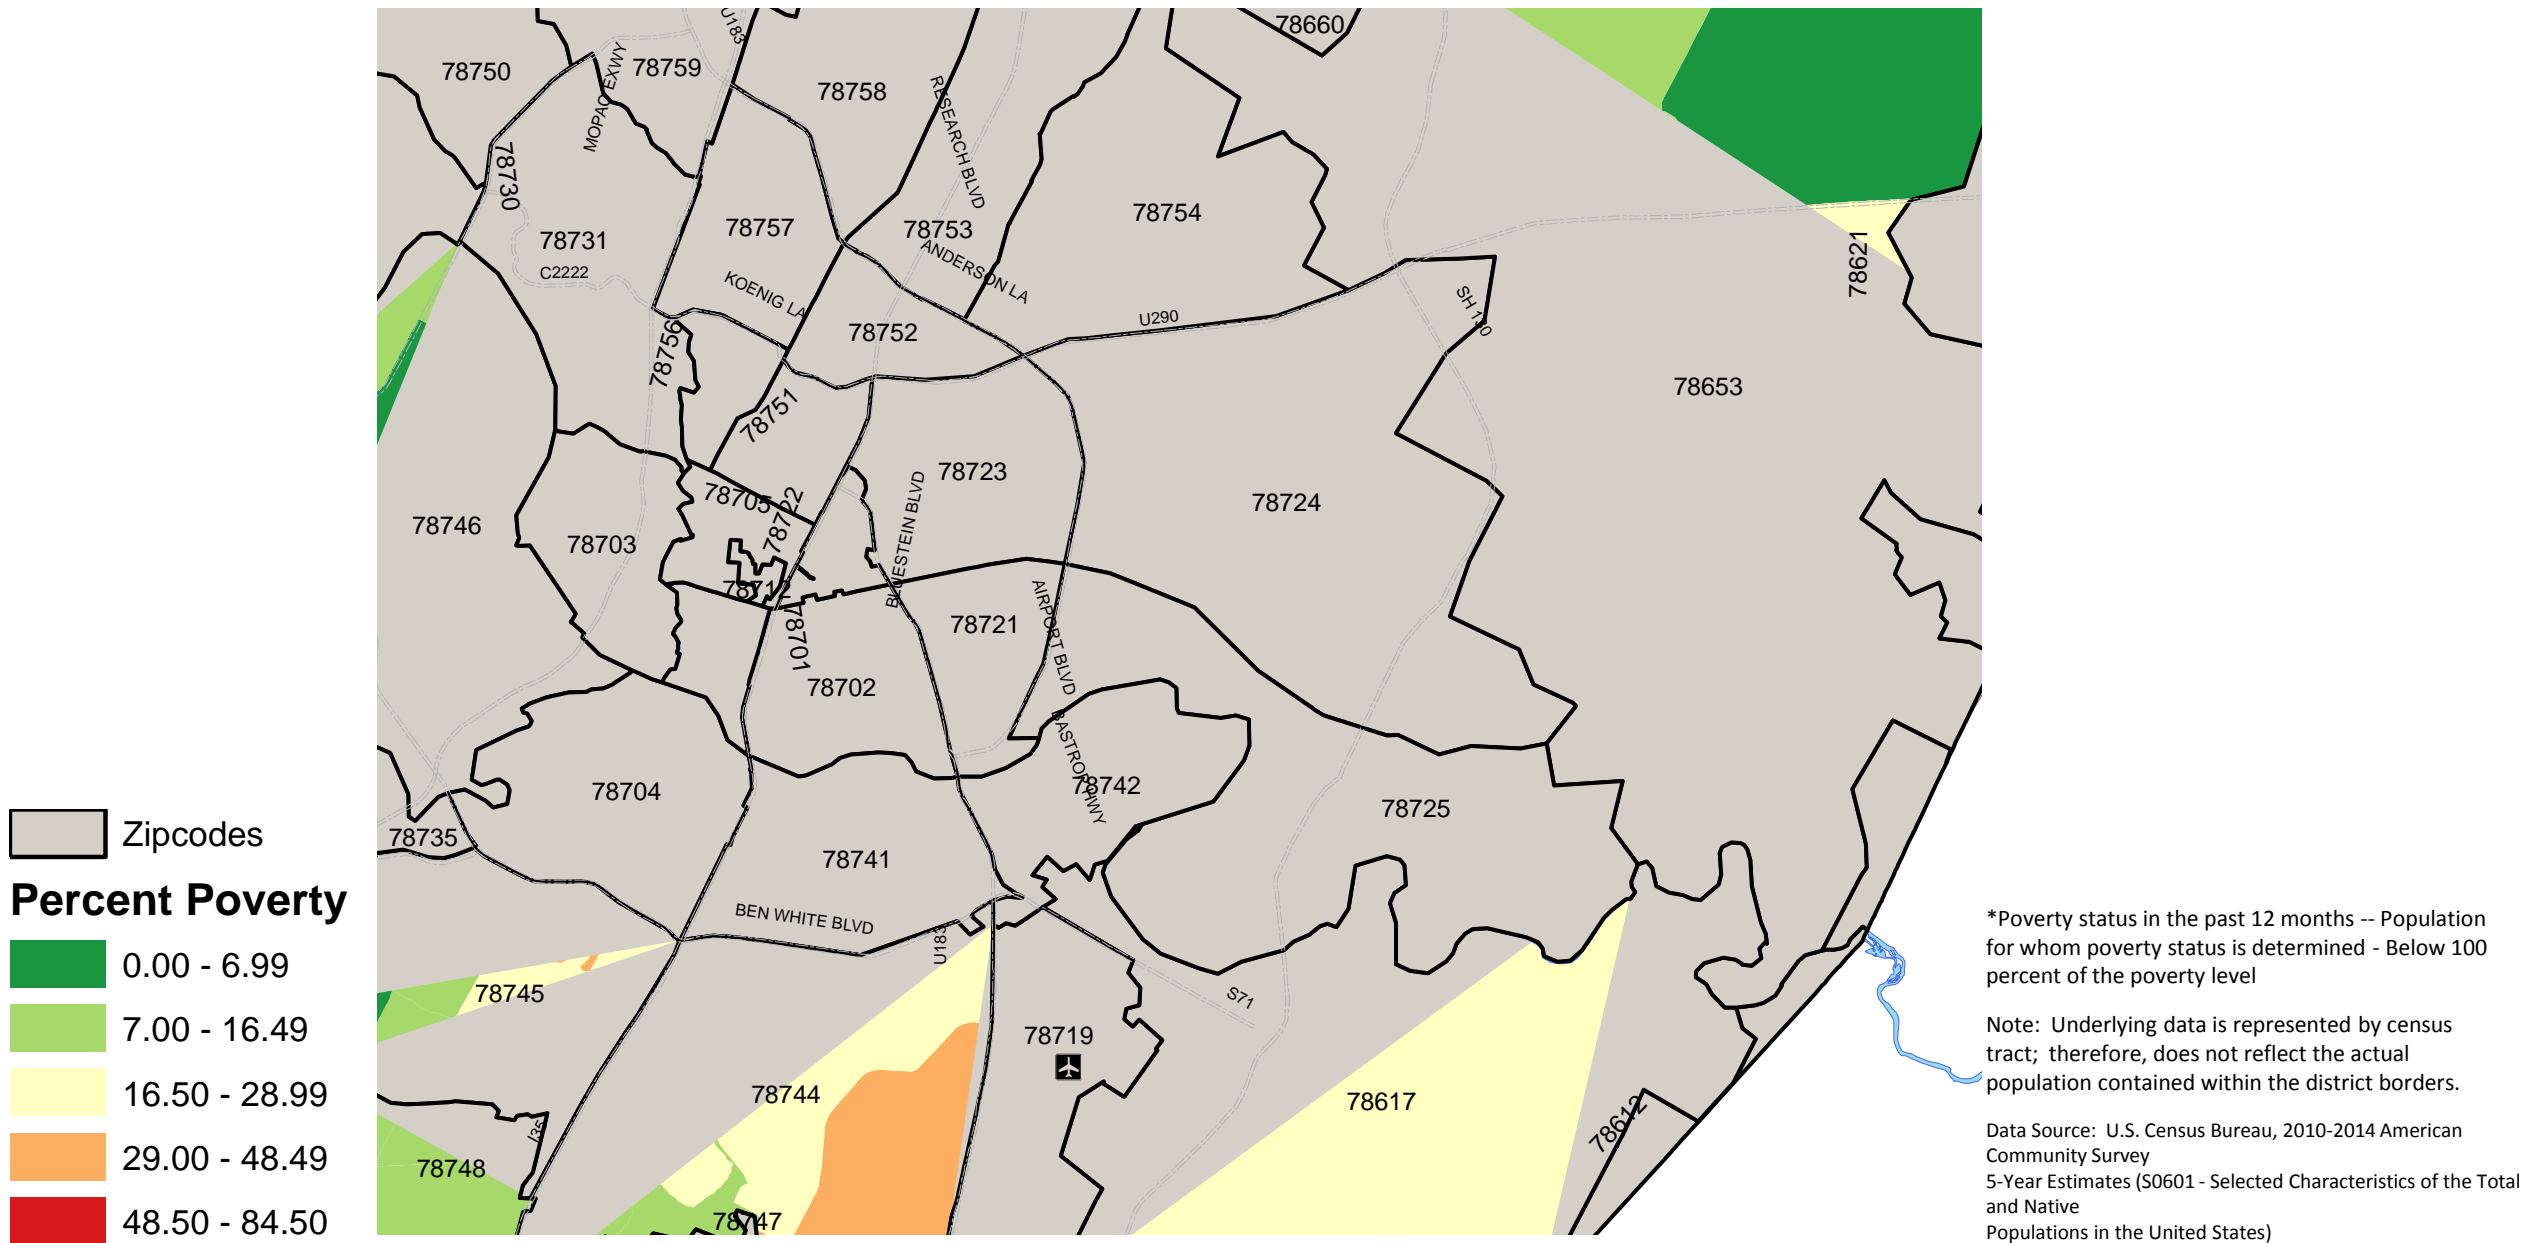 78660
U183
78750
78759
MOPAC EXWY
78758
RESEARCH BLVD
78730
78754
78757
78753
78731
ANDERSON LA
78621
C2222
KOENIG LA
SH 130
U290
78752
78756
78653
78751
78723
78705
78722
78724
78746
BLUESTEIN BLVD
78703
78712
AIRPORT BLVD
78721
78701
78702
BASTROP HWY
78742
78704
78725
Zipcodes
78735
78741
Percent Poverty
BEN WHITE BLVD
U183
0.00 - 6.99
78745
S71
7.00 - 16.49
78719
16.50 - 28.99
78744
78617
78612
I35
29.00 - 48.49
78748
48.50 - 84.50
78747
*Poverty status in the past 12 months -- Population
for whom poverty status is determined - Below 100
percent of the poverty level
Note: Underlying data is represented by census
tract; therefore, does not reflect the actual
population contained within the district borders.
Data Source: U.S. Census Bureau, 2010-2014 American
Community Survey
5-Year Estimates (S0601 - Selected Characteristics of the Total
and Native
Populations in the United States)